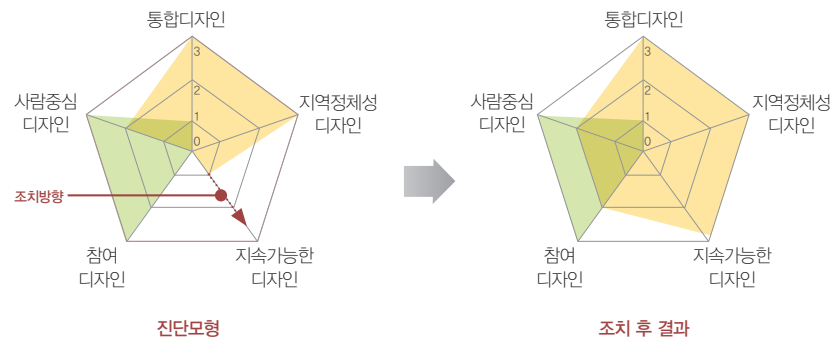 통합디자인
3
2
1
0
사람중심
디자인
지역정체성
디자인
조치방향
참여
디자인
지속가능한
디자인
진단모형
통합디자인
3
2
1
0
사람중심
디자인
지역정체성
디자인
참여
디자인
지속가능한
디자인
조치 후 결과